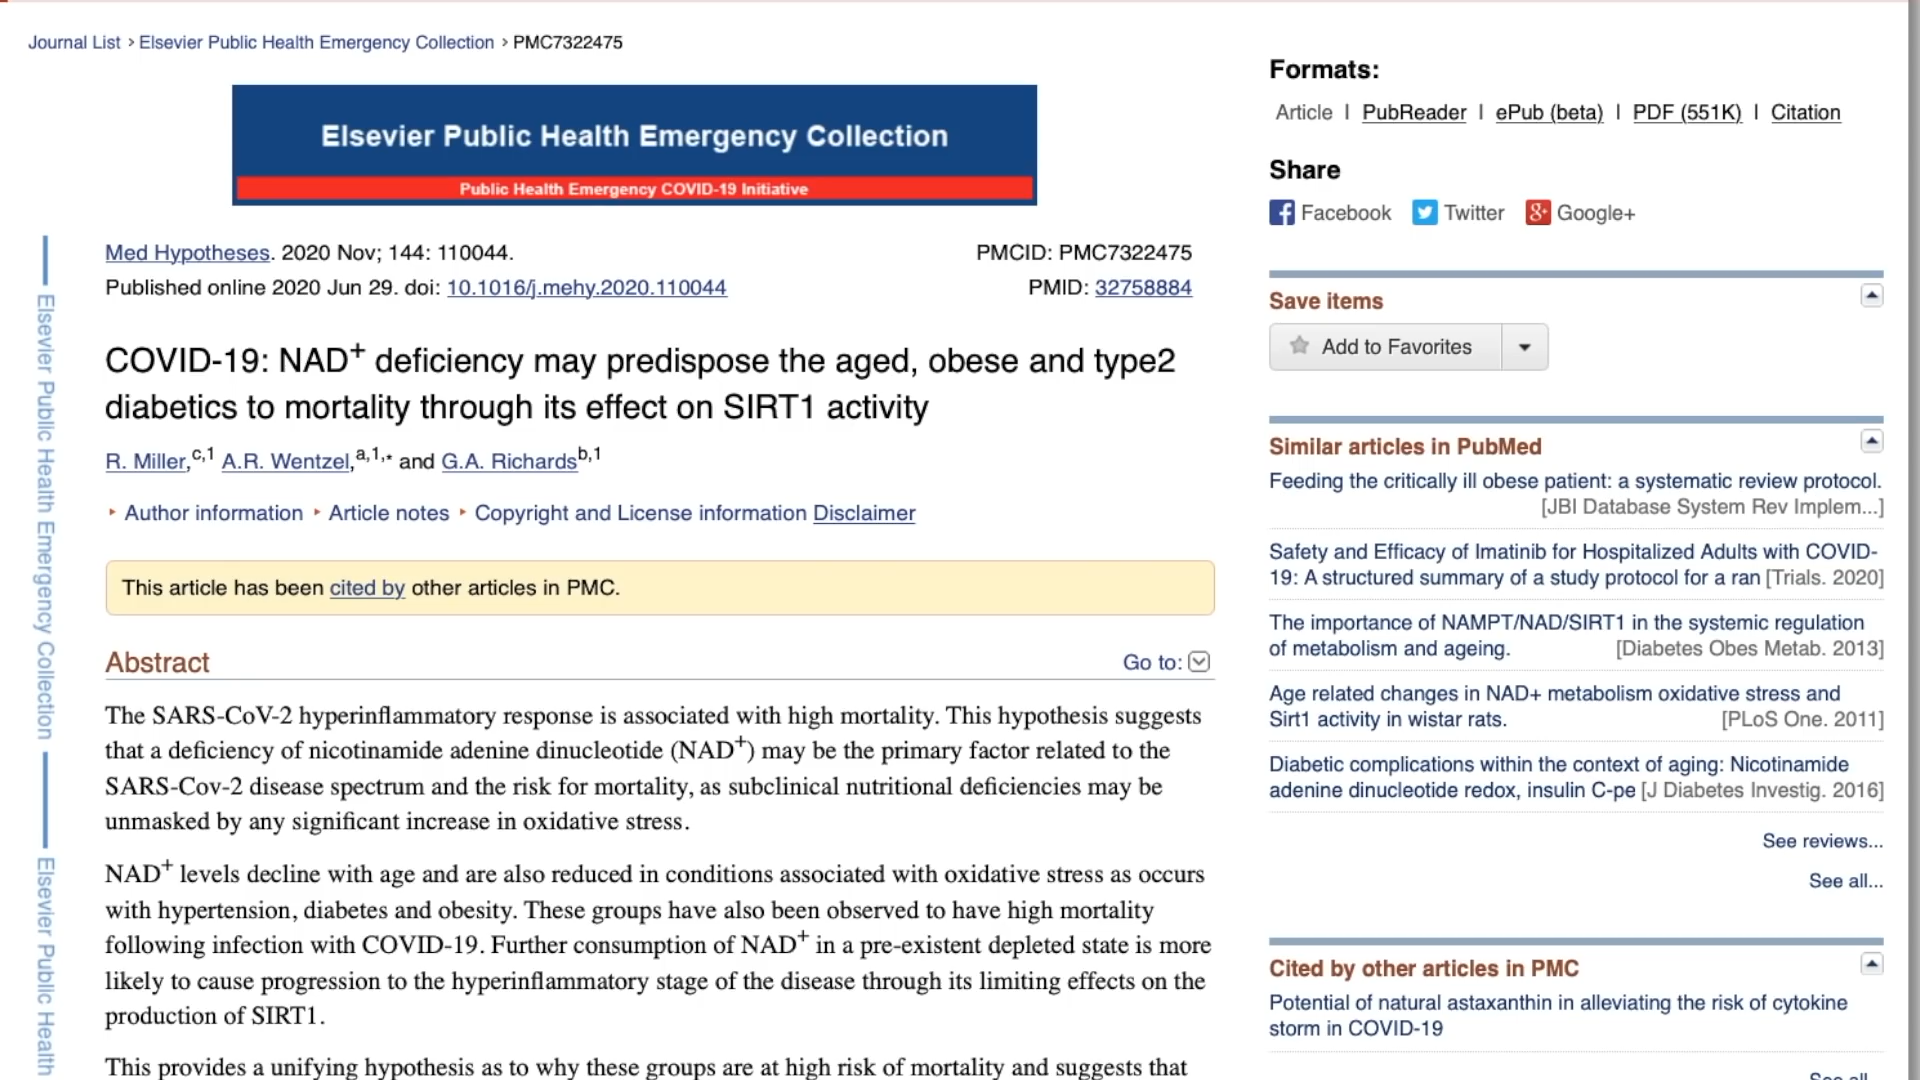 Journal List > Elsevier Public Health Emergency Collection > PMC7322475
Elsevier Public Health Emergency Collection
Public Health Emergency COVID-19 Initiative
Med Hypotheses. 2020 Nov; 144: 110044.
PMCID: PMC7322475
Published online 2020 Jun 29. doi: 10.1016/j.mehy.2020.110044
PMID: 32758884
COVID-19: NAD+ deficiency may predispose the aged, obese and type2
diabetics to mortality through its effect on SIRT1 activity
R. Miller,c,1 A.R. Wentzel,a,1,* and G.A. Richardsb,1
Author information Article notes Copyright and License information Disclaimer
This article has been cited by other articles in PMC.
Abstract
Go to:
The SARS-CoV-2 hyperinflammatory response is associated with high mortality. This hypothesis suggests
that a deficiency of nicotinamide adenine dinucleotide (NAD+) may be the primary factor related to the
SARS-Cov-2 disease spectrum and the risk for mortality, as subclinical nutritional deficiencies may be
unmasked by any significant increase in oxidative stress.
NAD+ levels decline with age and are also reduced in conditions associated with oxidative stress as occurs
with hypertension, diabetes and obesity. These groups have also been observed to have high mortality
following infection with COVID-19. Further consumption of NAD+ in a pre-existent depleted state is more
likely to cause progression to the hyperinflammatory stage of the disease through its limiting effects on the
production of SIRT1.
This provides a unifying hypothesis as to why these groups are at high risk of mortality and suggests that
Elsevier Public Health Emergency Collection
Elsevier Public Health
Formats:
Article | PubReader | ePub (beta) | PDF (551K) | Citation
Share
Facebook Twitter Google+
Save items
Add to Favorites
Similar articles in PubMed
Feeding the critically ill obese patient: a systematic review protocol.
[JBI Database System Rev Implem...]
Safety and Efficacy of Imatinib for Hospitalized Adults with COVID-
19: A structured summary of a study protocol for a ran [Trials. 2020]
The importance of NAMPT/NAD/SIRT1 in the systemic regulation
of metabolism and ageing. [Diabetes Obes Metab. 2013]
Age related changes in NAD+ metabolism oxidative stress and
Sirt1 activity in wistar rats. [PLoS One. 2011]
Diabetic complications within the context of aging: Nicotinamide
adenine dinucleotide redox, insulin C-pe [J Diabetes Investig. 2016]
See reviews...
See all...
Cited by other articles in PMC
Potential of natural astaxanthin in alleviating the risk of cytokine
storm in COVID-19
See all...